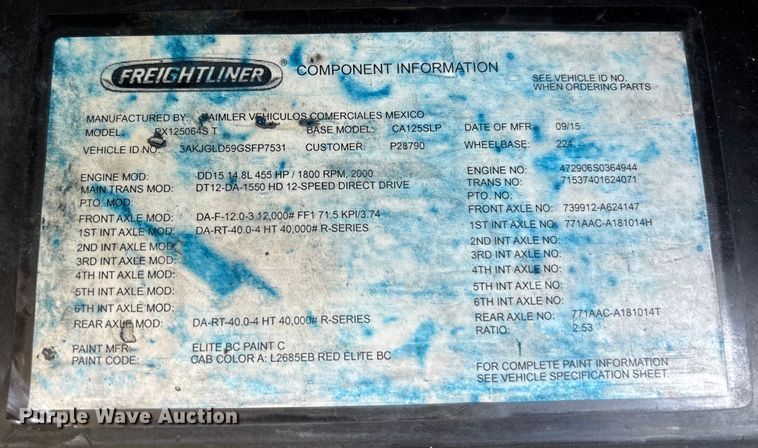 FREIGHTLINER® COMPONENT INFORMATION
SEE VEHICLE ID NO.
WHEN ORDERING PARTS
MANUFACTURED BY: DAIMLER VEHICULOS COMERCIALES MEXICO
MODEL: PX125064S T BASE MODEL: CA125SLP DATE OF MFR: 09/15
VEHICLE ID NO: 3AKJGLD59GSFP7531 CUSTOMER: P28790 WHEELBASE: 224
ENGINE MOD: DD15 14.8L 455 HP / 1800 RPM, 2000 ENGINE NO: 472906S0364944
MAIN TRANS MOD: DT12-DA-1550 HD 12-SPEED DIRECT DRIVE TRANS NO: 71537401624071
PTO. MOD: PTO. NO:
FRONT AXLE MOD: DA-F-12.0-3 12,000# FF1 71.5 KPI/3.74 FRONT AXLE NO: 739912-A624147
1ST INT AXLE MOD: DA-RT-40.0-4 HT 40,000# R-SERIES 1ST INT AXLE NO: 771AAC-A181014H
2ND INT AXLE MOD: 2ND INT AXLE NO:
3RD INT AXLE MOD: 3RD INT AXLE NO:
4TH INT AXLE MOD: 4TH INT AXLE NO:
5TH INT AXLE MOD: 5TH INT AXLE NO:
6TH INT AXLE MOD: 6TH INT AXLE NO:
REAR AXLE MOD: DA-RT-40.0-4 HT 40,000# R-SERIES REAR AXLE NO: 771AAC-A181014T
RATIO: 2.53
PAINT MFR: ELITE BC PAINT C
PAINT CODE: CAB COLOR A: L2685EB RED ELITE BC
FOR COMPLETE PAINT INFORMATION
SEE VEHICLE SPECIFICATION SHEET.
Purple Wave Auction